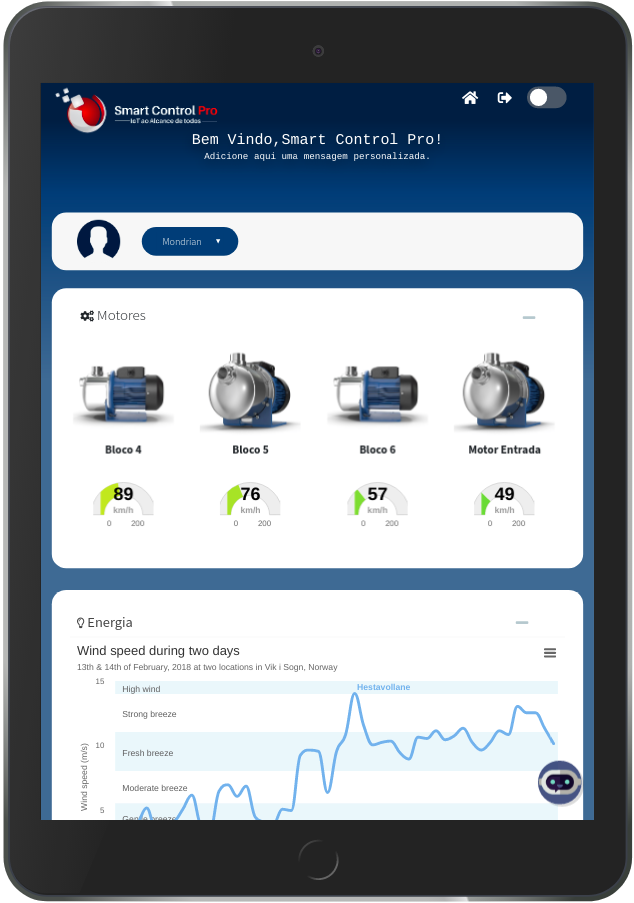 Smart Control Pro
IoT ao Alcance de todos
Bem Vindo,Smart Control Pro!
Adicione aqui uma mensagem personalizada.
Mondrian
Motores
Bloco 4
Bloco 5
Bloco 6
Motor Entrada
89
76
57
49
km/h
km/h
km/h
km/h
0 200
0 200
0 200
0 200
Energia
Wind speed during two days
13th & 14th of February, 2018 at two locations in Vik i Sogn, Norway
15
High wind
Hestavollane
Strong breeze
10
Fresh breeze
Wind speed (m/s)
Moderate breeze
5
Gentle breeze